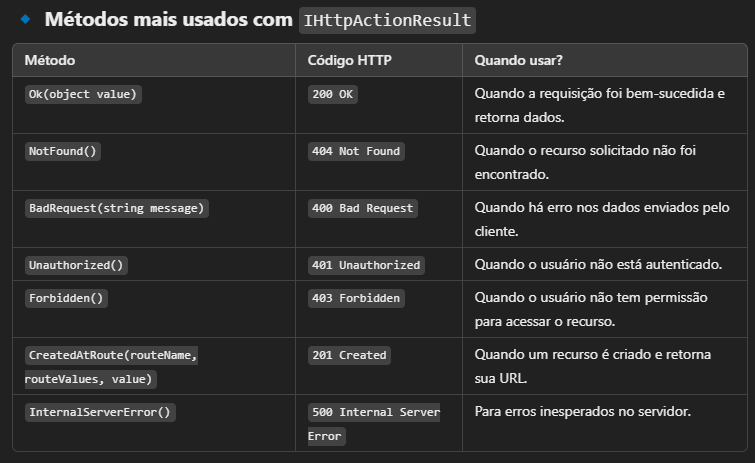 Métodos mais usados com IHttpActionResult
Método Código HTTP Quando usar?
Ok(object value) 200 OK Quando a requisição foi bem-sucedida e
retorna dados.
NotFound() 404 Not Found Quando o recurso solicitado não foi
encontrado.
BadRequest(string message) 400 Bad Request Quando há erro nos dados enviados pelo
cliente.
Unauthorized() 401 Unauthorized Quando o usuário não está autenticado.
Forbidden() 403 Forbidden Quando o usuário não tem permissão
para acessar o recurso.
CreatedAtRoute(routeName, 201 Created Quando um recurso é criado e retorna
routeValues, value) sua URL.
InternalServerError() 500 Internal Server Para erros inesperados no servidor.
Error